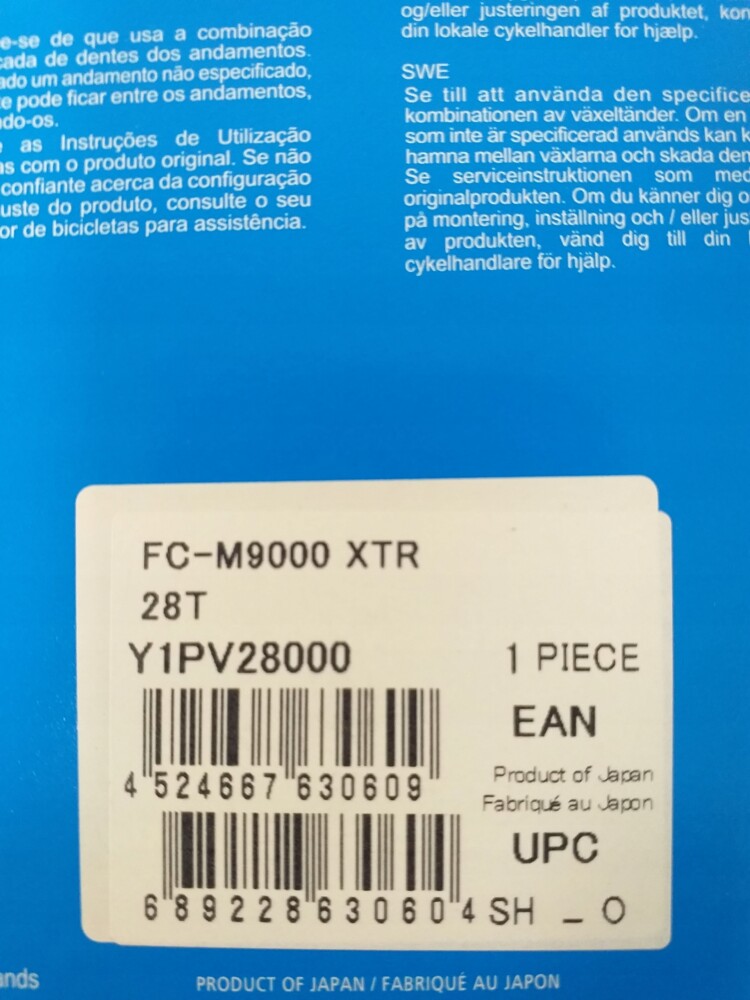 e-se de que usa a combinação
cada de dentes dos andamentos.
ado um andamento não especificado,
te pode ficar entre os andamentos,
ndo-os.
as Instruções de Utilização
as com o produto original. Se não
confiante acerca da configuração
juste do produto, consulte o seu
or de bicicletas para assistência.
og/eller justeringen af produktet, kon
din lokale cykelhandler for hjælp.
SWE
Se till att använda den specifice
kombinationen av växeltänder. Om en
som inte är specificerad används kan k
hamna mellan växlarna och skada den
Se serviceinstruktionen som med
originalprodukten. Om du känner dig o
på montering, inställning och / eller jus
av produkten, vänd dig till din
cykelhandlare för hjälp.
FC-M9000 XTR
28T
Y1PV28000 1 PIECE
EAN
4 524667 630609
Product of Japan
Fabriqué au Japon
UPC
6 89228 63060 4 SH _ O
ands
PRODUCT OF JAPAN / FABRIQUÉ AU JAPON